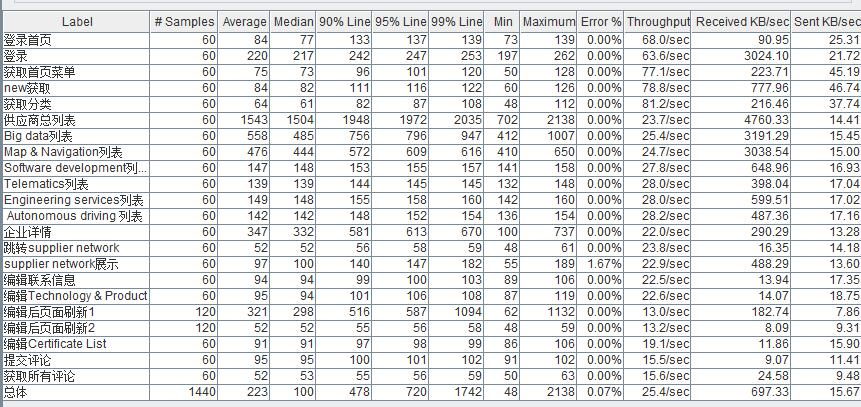 Label # Samples Average Median 90% Line 95% Line 99% Line Min Maximum Error % Throughput Received KB/sec Sent KB/sec
登录首页 60 84 77 133 137 139 73 139 0.00% 68.0/sec 90.95 25.31
登录 60 220 217 242 247 253 197 262 0.00% 63.6/sec 3024.10 21.72
获取首页菜单 60 75 73 96 101 120 50 128 0.00% 77.1/sec 223.71 45.19
new获取 60 84 82 111 116 122 60 126 0.00% 78.8/sec 777.96 46.74
获取分类 60 64 61 82 87 108 48 112 0.00% 81.2/sec 216.46 37.74
供应商总列表 60 1543 1504 1948 1972 2035 702 2138 0.00% 23.7/sec 4760.33 14.41
Big data列表 60 558 485 756 796 947 412 1007 0.00% 25.4/sec 3191.29 15.45
Map & Navigation列表 60 476 444 572 609 616 410 650 0.00% 24.7/sec 3038.54 15.00
Software development列... 60 147 148 153 155 157 141 158 0.00% 27.8/sec 648.96 16.93
Telematics列表 60 139 139 144 145 145 132 148 0.00% 28.0/sec 398.04 17.04
Engineering services列表 60 149 148 155 158 160 142 160 0.00% 28.0/sec 599.51 17.02
Autonomous driving 列表 60 142 142 148 152 154 136 154 0.00% 28.2/sec 487.36 17.16
企业详情 60 347 332 581 613 670 100 737 0.00% 22.0/sec 290.29 13.28
跳转supplier network 60 52 52 56 58 59 48 61 0.00% 23.8/sec 16.35 14.18
supplier network展示 60 97 100 140 147 182 55 189 1.67% 22.9/sec 488.29 13.60
编辑联系信息 60 94 94 99 100 103 89 106 0.00% 22.5/sec 13.94 17.35
编辑Technology & Product 60 95 94 101 106 108 87 119 0.00% 22.6/sec 14.07 18.75
编辑后页面刷新1 120 321 298 516 587 1094 62 1132 0.00% 13.0/sec 182.74 7.86
编辑后页面刷新2 120 52 52 55 56 58 48 59 0.00% 13.2/sec 8.09 9.31
编辑Certificate List 60 91 91 97 98 99 86 106 0.00% 19.1/sec 11.86 15.90
提交评论 60 95 95 100 101 102 91 102 0.00% 15.5/sec 9.07 11.41
获取所有评论 60 52 53 55 56 59 50 63 0.00% 15.6/sec 24.58 9.48
总体 1440 223 100 478 720 1742 48 2138 0.07% 25.4/sec 697.33 15.67